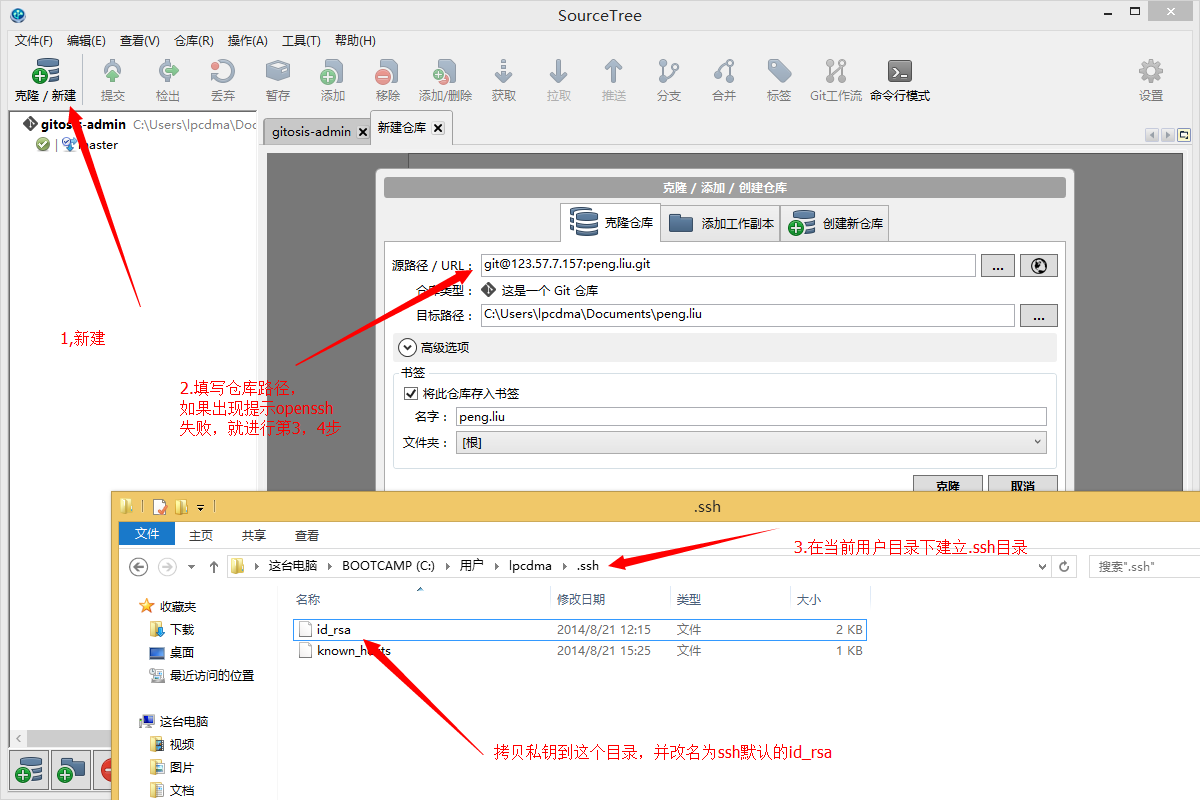 SourceTree
文件(F) 编辑(E) 查看(V) 仓库(R) 操作(A) 工具(T) 帮助(H)
克隆 / 新建 提交 检出 丢弃 暂存 添加 移除 添加/删除 获取 拉取 推送 分支 合并 标签 Git工作流 命令行模式 设置
gitosis-admin C:\Users\lpcdma\Doc
master
gitosis-admin 新建仓库
克隆 / 添加 / 创建仓库
克隆仓库 添加工作副本 创建新仓库
源路径 / URL： git@123.57.7.157:peng.liu.git ...
仓库类型： 这是一个 Git 仓库
目标路径： C:\Users\lpcdma\Documents\peng.liu ...
高级选项
书签
将此仓库存入书签
名字： peng.liu
文件夹： [根]
克隆 取消
1,新建
2.填写仓库路径，
如果出现提示openssh
失败，就进行第3，4步
.ssh
文件 主页 共享 查看
3.在当前用户目录下建立.ssh目录
这台电脑 BOOTCAMP (C:) 用户 lpcdma .ssh 搜索".ssh"
名称 修改日期 类型 大小
id_rsa 2014/8/21 12:15 文件 2 KB
known_hosts 2014/8/21 15:25 文件 1 KB
收藏夹
下载
桌面
最近访问的位置
这台电脑
视频
图片
文档
拷贝私钥到这个目录，并改名为ssh默认的id_rsa